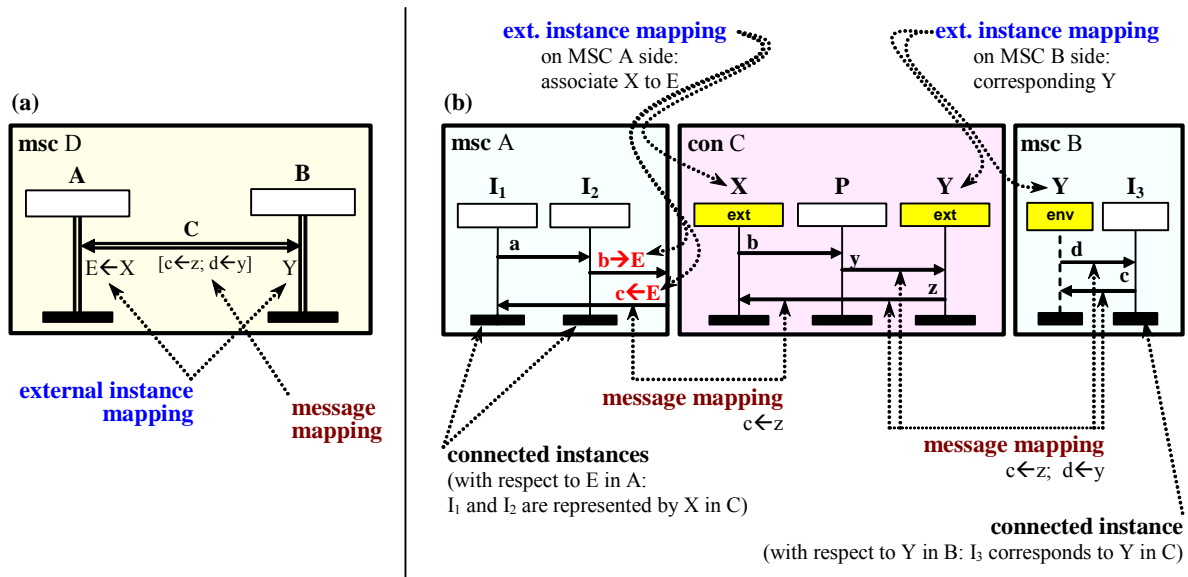 (a)
msc D
A
B
C
E←X
[c←z; d←y]
Y
external instance
mapping
message
mapping
(b)
ext. instance mapping
on MSC A side:
associate X to E
ext. instance mapping
on MSC B side:
corresponding Y
msc A
I₁
I₂
a
b→E
c←E
con C
X
P
Y
ext
ext
b
y
z
msc B
Y
I₃
env
d
c
message mapping
c←z
message mapping
c←z; d←y
connected instances
(with respect to E in A:
I₁ and I₂ are represented by X in C)
connected instance
(with respect to Y in B: I₃ corresponds to Y in C)